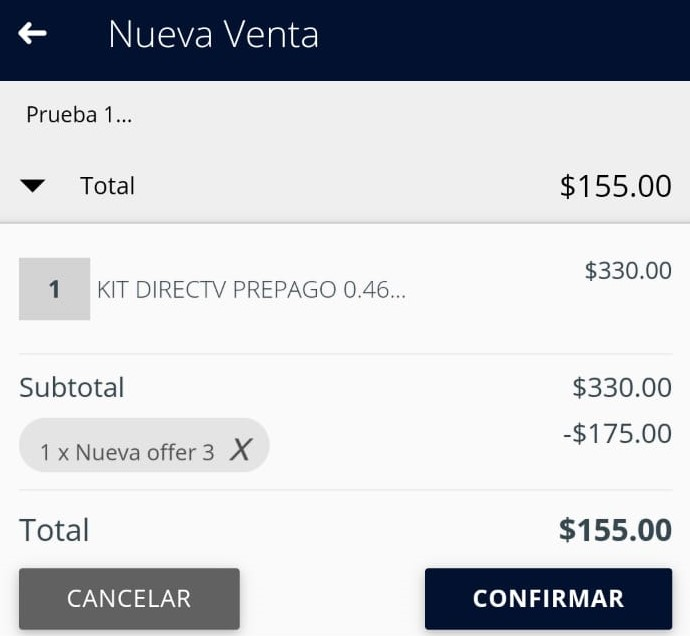 Nueva Venta
Prueba 1...
Total $155.00
1 KIT DIRECTV PREPAGO 0.46... $330.00
Subtotal $330.00
1 x Nueva offer 3 X -$175.00
Total $155.00
CANCELAR CONFIRMAR